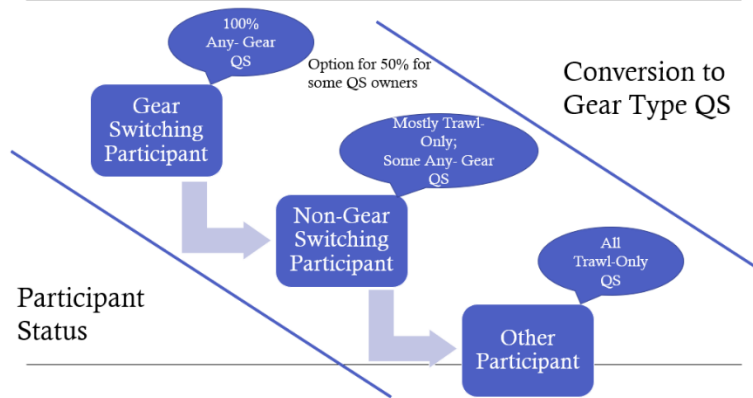 100%
Any- Gear
QS
Option for 50% for
some QS owners
Conversion to
Gear Type QS
Gear
Switching
Participant
Mostly Trawl-
Only;
Some Any- Gear
QS
Non-Gear
Switching
Participant
All
Trawl-Only
QS
Participant
Status
Other
Participant